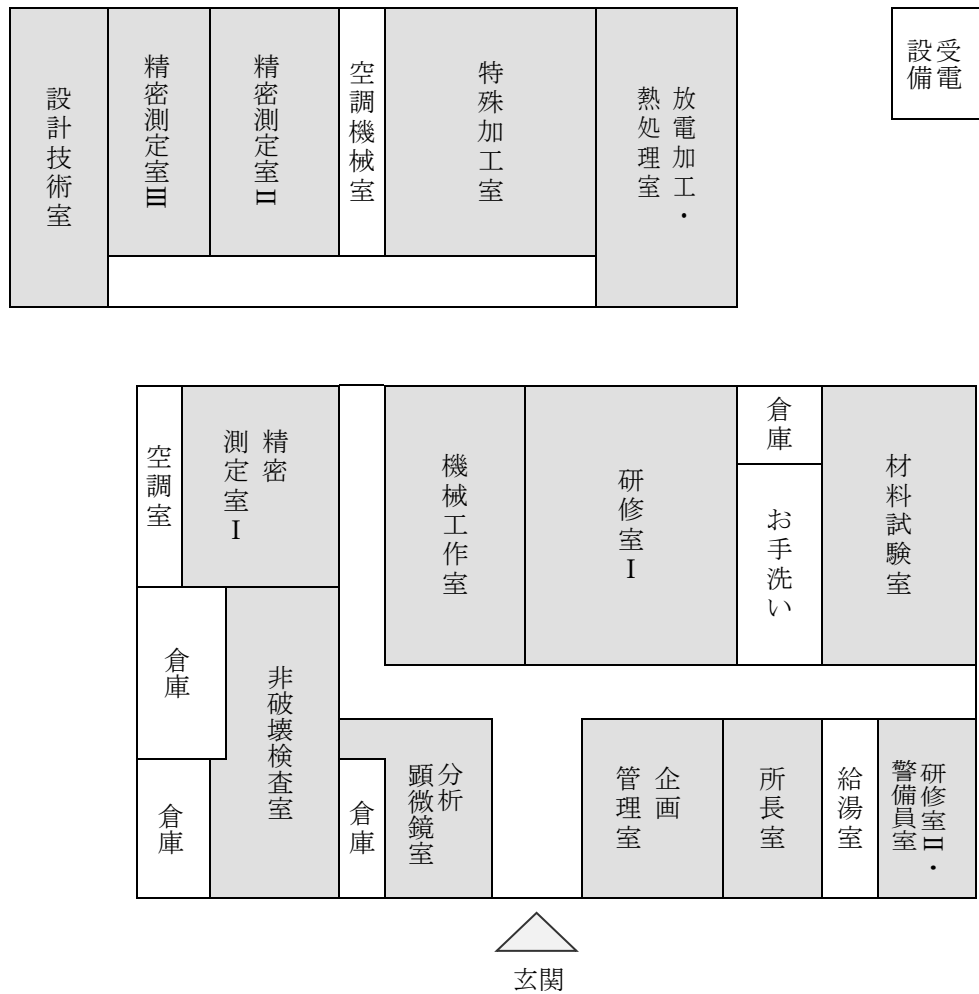 設計技術室
精密測定室Ⅲ
精密測定室Ⅱ
空調機械室
特殊加工室
放電加工・
熱処理室
受電
設備
空調室
精密
測定室Ⅰ
機械工作室
研修室Ⅰ
倉庫
お手洗い
材料試験室
倉庫
非破壊検査室
倉庫
倉庫
分析
顕微鏡室
企画
管理室
所長室
給湯室
研修室Ⅱ・
警備員室
玄関